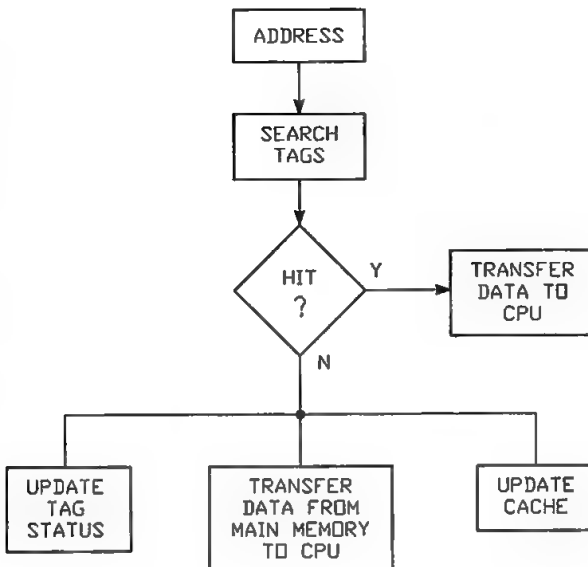 ADDRESS
SEARCH
TAGS
HIT
?
Y
TRANSFER
DATA TO
CPU
N
UPDATE
TAG
STATUS
TRANSFER
DATA FROM
MAIN MEMORY
TO CPU
UPDATE
CACHE